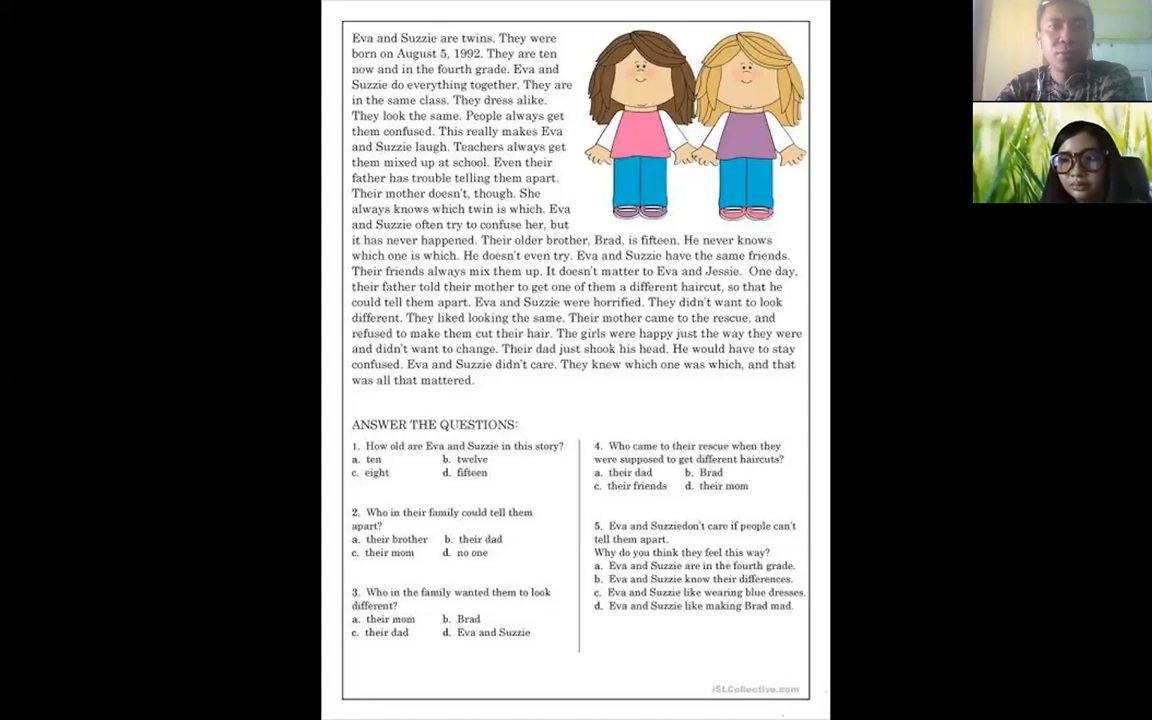 Eva and Suzzie are twins. They were
born on August 5, 1992. They are ten
now and in the fourth grade. Eva and
Suzzie do everything together. They are
in the same class. They dress alike.
They look the same. People always get
them confused. This really makes Eva
and Suzzie laugh. Teachers always get
them mixed up at school. Even their
father has trouble telling them apart.
Their mother doesn't, though. She
always knows which twin is which. Eva
and Suzzie often try to confuse her, but
it has never happened. Their older brother, Brad, is fifteen. He never knows
which one is which. He doesn't even try. Eva and Suzzie have the same friends.
Their friends always mix them up. It doesn't matter to Eva and Jessie. One day,
their father told their mother to get one of them a different haircut, so that he
could tell them apart. Eva and Suzzie were horrified. They didn't want to look
different. They liked looking the same. Their mother came to the rescue, and
refused to make them cut their hair. The girls were happy just the way they were
and didn't want to change. Their dad just shook his head. He would have to stay
confused. Eva and Suzzie didn't care. They knew which one was which, and that
was all that mattered.
ANSWER THE QUESTIONS:
1. How old are Eva and Suzzie in this story?
a. ten b. twelve
c. eight d. fifteen
2. Who in their family could tell them
apart?
a. their brother b. their dad
c. their mom d. no one
3. Who in the family wanted them to look
different?
a. their mom b. Brad
c. their dad d. Eva and Suzzie
4. Who came to their rescue when they
were supposed to get different haircuts?
a. their dad b. Brad
c. their friends d. their mom
5. Eva and Suzziedon't care if people can't
tell them apart.
Why do you think they feel this way?
a. Eva and Suzzie are in the fourth grade.
b. Eva and Suzzie know their differences.
c. Eva and Suzzie like wearing blue dresses.
d. Eva and Suzzie like making Brad mad.
iSLCollective.com